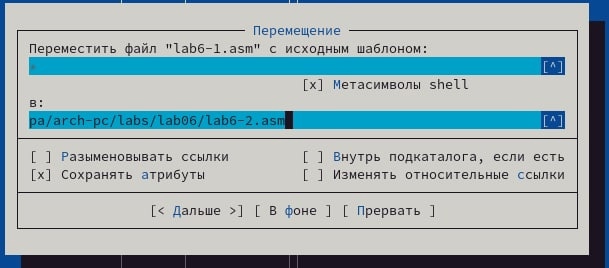 Перемещение
Переместить файл "lab6-1.asm" с исходным шаблоном:
* [^]
[x] Метасимволы shell
в:
pa/arch-pc/labs/lab06/lab6-2.asm [^]
[ ] Разыменовывать ссылки [ ] Внутрь подкаталога, если есть
[x] Сохранять атрибуты [ ] Изменять относительные ссылки
[< Дальше >] [ В фоне ] [ Прервать ]